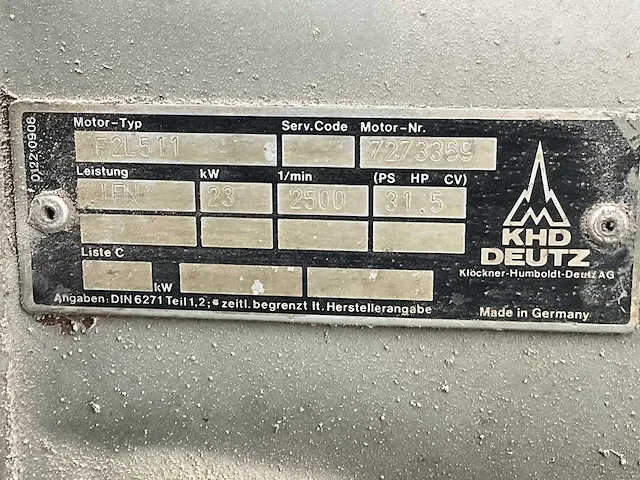 Motor-Typ Serv.Code Motor-Nr.
F2L511 7273369
Leistung kW 1/min (PS HP CV)
IFN 23 2500 31.5
Liste C
kW
Angaben: DIN 6271 Teil 1,2; * zeitl. begrenzt lt. Herstellerangabe
0122 0908
KHD
DEUTZ
Klöckner-Humboldt-Deutz AG
Made in Germany